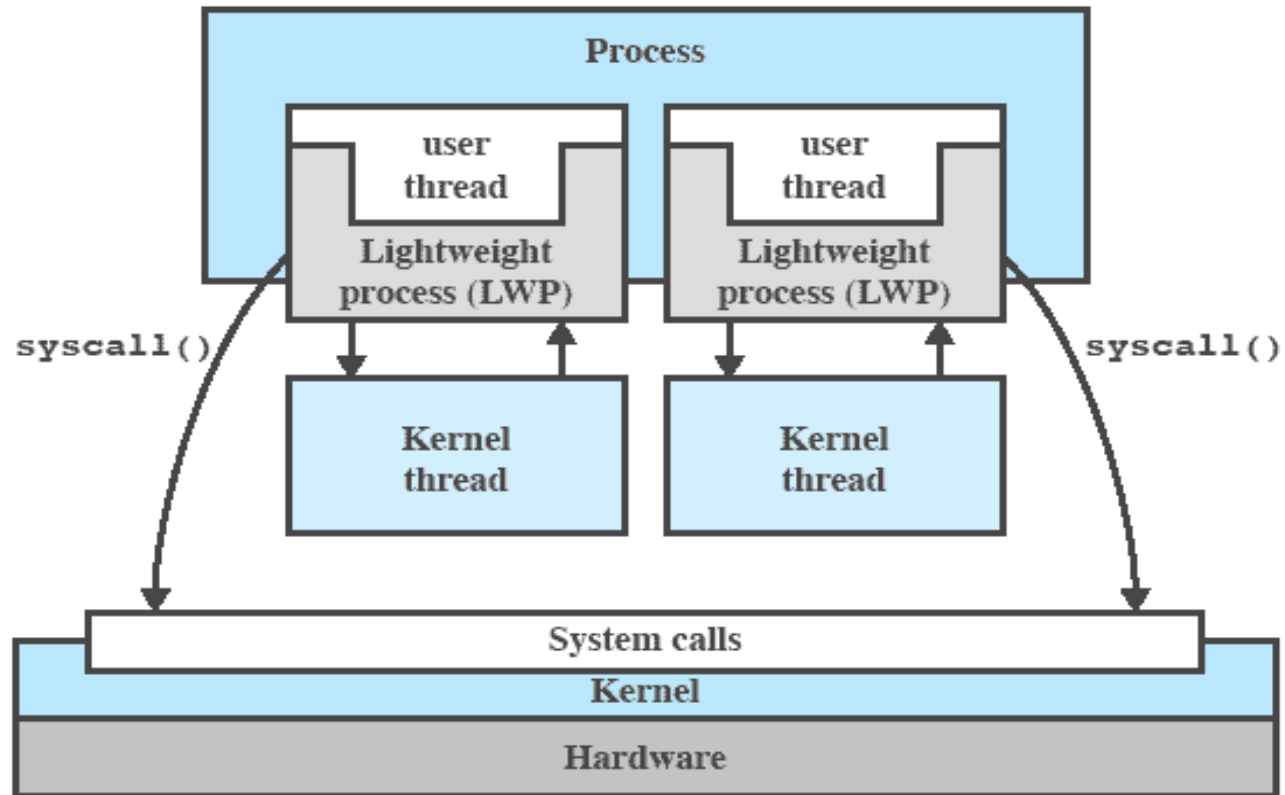 Process
user
thread
user
thread
Lightweight
process (LWP)
Lightweight
process (LWP)
syscall()
syscall()
Kernel
thread
Kernel
thread
System calls
Kernel
Hardware